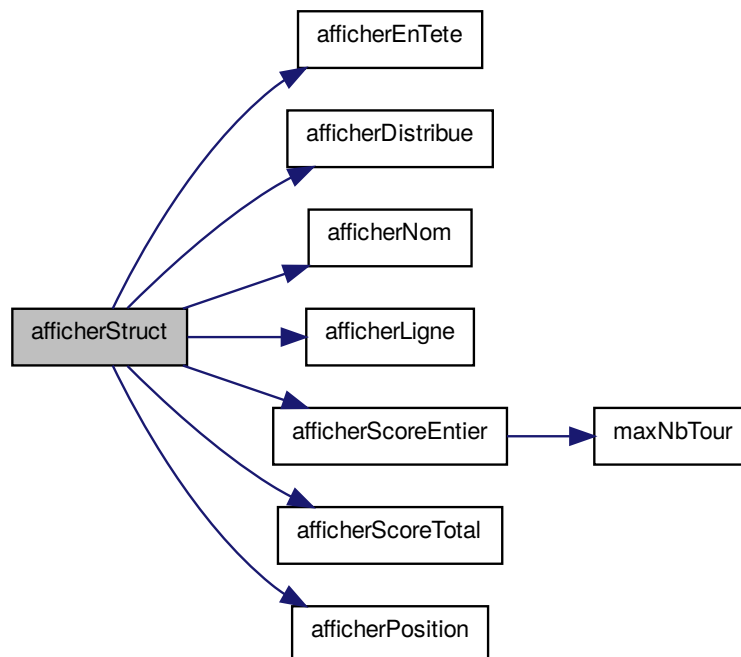 afficherEnTete
afficherDistribue
afficherNom
afficherStruct
afficherLigne
afficherScoreEntier
maxNbTour
afficherScoreTotal
afficherPosition